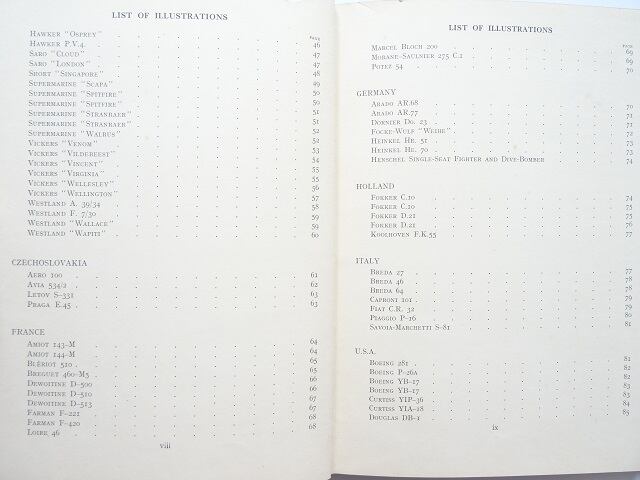 LIST OF ILLUSTRATIONS
PAGE
HAWKER "OSPREY" 46
HAWKER P.V.4. 47
SARO "CLOUD" 47
SARO "LONDON" 48
SHORT "SINGAPORE" 49
SUPERMARINE "SCAPA" 50
SUPERMARINE "SPITFIRE" 50
SUPERMARINE "SPITFIRE" 51
SUPERMARINE "STRANRAER" 51
SUPERMARINE "STRANRAER" 52
SUPERMARINE "WALRUS" 52
VICKERS "VENOM" 53
VICKERS "VILDEBEEST" 54
VICKERS "VINCENT" 55
VICKERS "VIRGINIA" 55
VICKERS "WELLESLEY" 56
VICKERS "WELLINGTON" 57
WESTLAND A. 39/34 58
WESTLAND F. 7/30 59
WESTLAND "WALLACE" 59
WESTLAND "WAPITI" 60
CZECHOSLOVAKIA
AERO 100 61
AVIA 534/2 62
LETOV S-331 63
PRAGA E.45 63
FRANCE
AMIOT 143-M 64
AMIOT 144-M 64
BLÉRIOT 510 65
BREGUET 460-M5 65
DEWOITINE D-500 66
DEWOITINE D-510 66
DEWOITINE D-513 67
FARMAN F-221 67
FARMAN F-420 68
LOIRE 46 68
viii
LIST OF ILLUSTRATIONS
PAGE
MARCEL BLOCH 200 69
MORANE-SAULNIER 275 C.1 69
POTEZ 54 70
GERMANY
ARADO AR.68 70
ARADO AR.77 71
DORNIER DO. 23 71
FOCKE-WULF "WEIHE" 72
HEINKEL HE. 51 73
HEINKEL HE. 70 73
HENSCHEL SINGLE-SEAT FIGHTER AND DIVE-BOMBER 74
HOLLAND
FOKKER C.10 74
FOKKER C.10 75
FOKKER D.21 75
FOKKER D.21 76
KOOLHOVEN F.K.55 77
ITALY
BREDA 27 77
BREDA 46 78
BREDA 64 78
CAPRONI 101 79
FIAT C.R. 32 79
PIAGGIO P-16 80
SAVOIA-MARCHETTI S-81 81
U.S.A.
BOEING 281 81
BOEING P-26A 82
BOEING YB-17 82
BOEING YB-17 83
CURTISS YIP-36 83
CURTISS YIA-18 84
DOUGLAS DB-1 85
ix